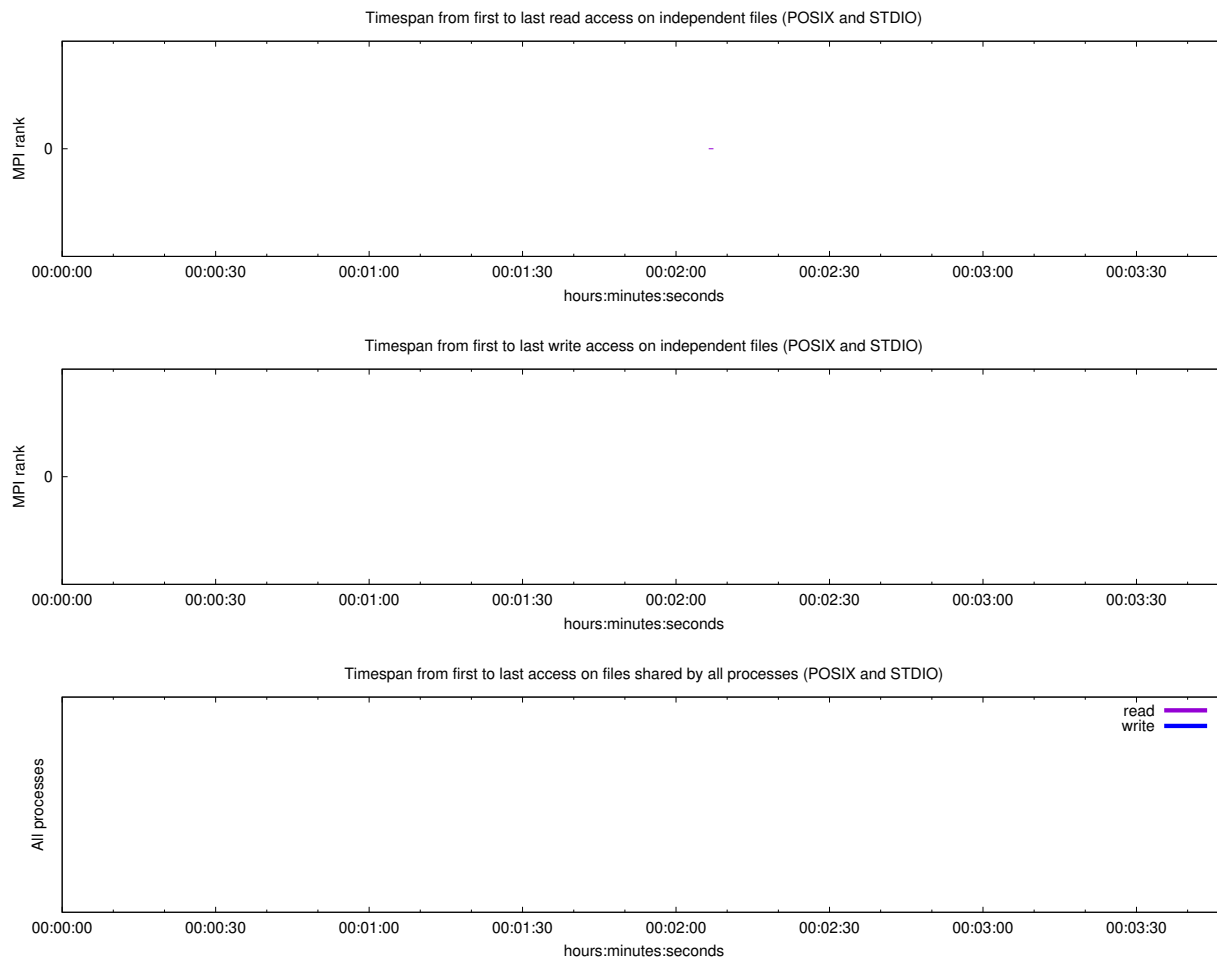 Timespan from first to last read access on independent files (POSIX and STDIO)
MPI rank
0
00:00:00 00:00:30 00:01:00 00:01:30 00:02:00 00:02:30 00:03:00 00:03:30
hours:minutes:seconds
Timespan from first to last write access on independent files (POSIX and STDIO)
MPI rank
0
00:00:00 00:00:30 00:01:00 00:01:30 00:02:00 00:02:30 00:03:00 00:03:30
hours:minutes:seconds
Timespan from first to last access on files shared by all processes (POSIX and STDIO)
read
write
All processes
00:00:00 00:00:30 00:01:00 00:01:30 00:02:00 00:02:30 00:03:00 00:03:30
hours:minutes:seconds